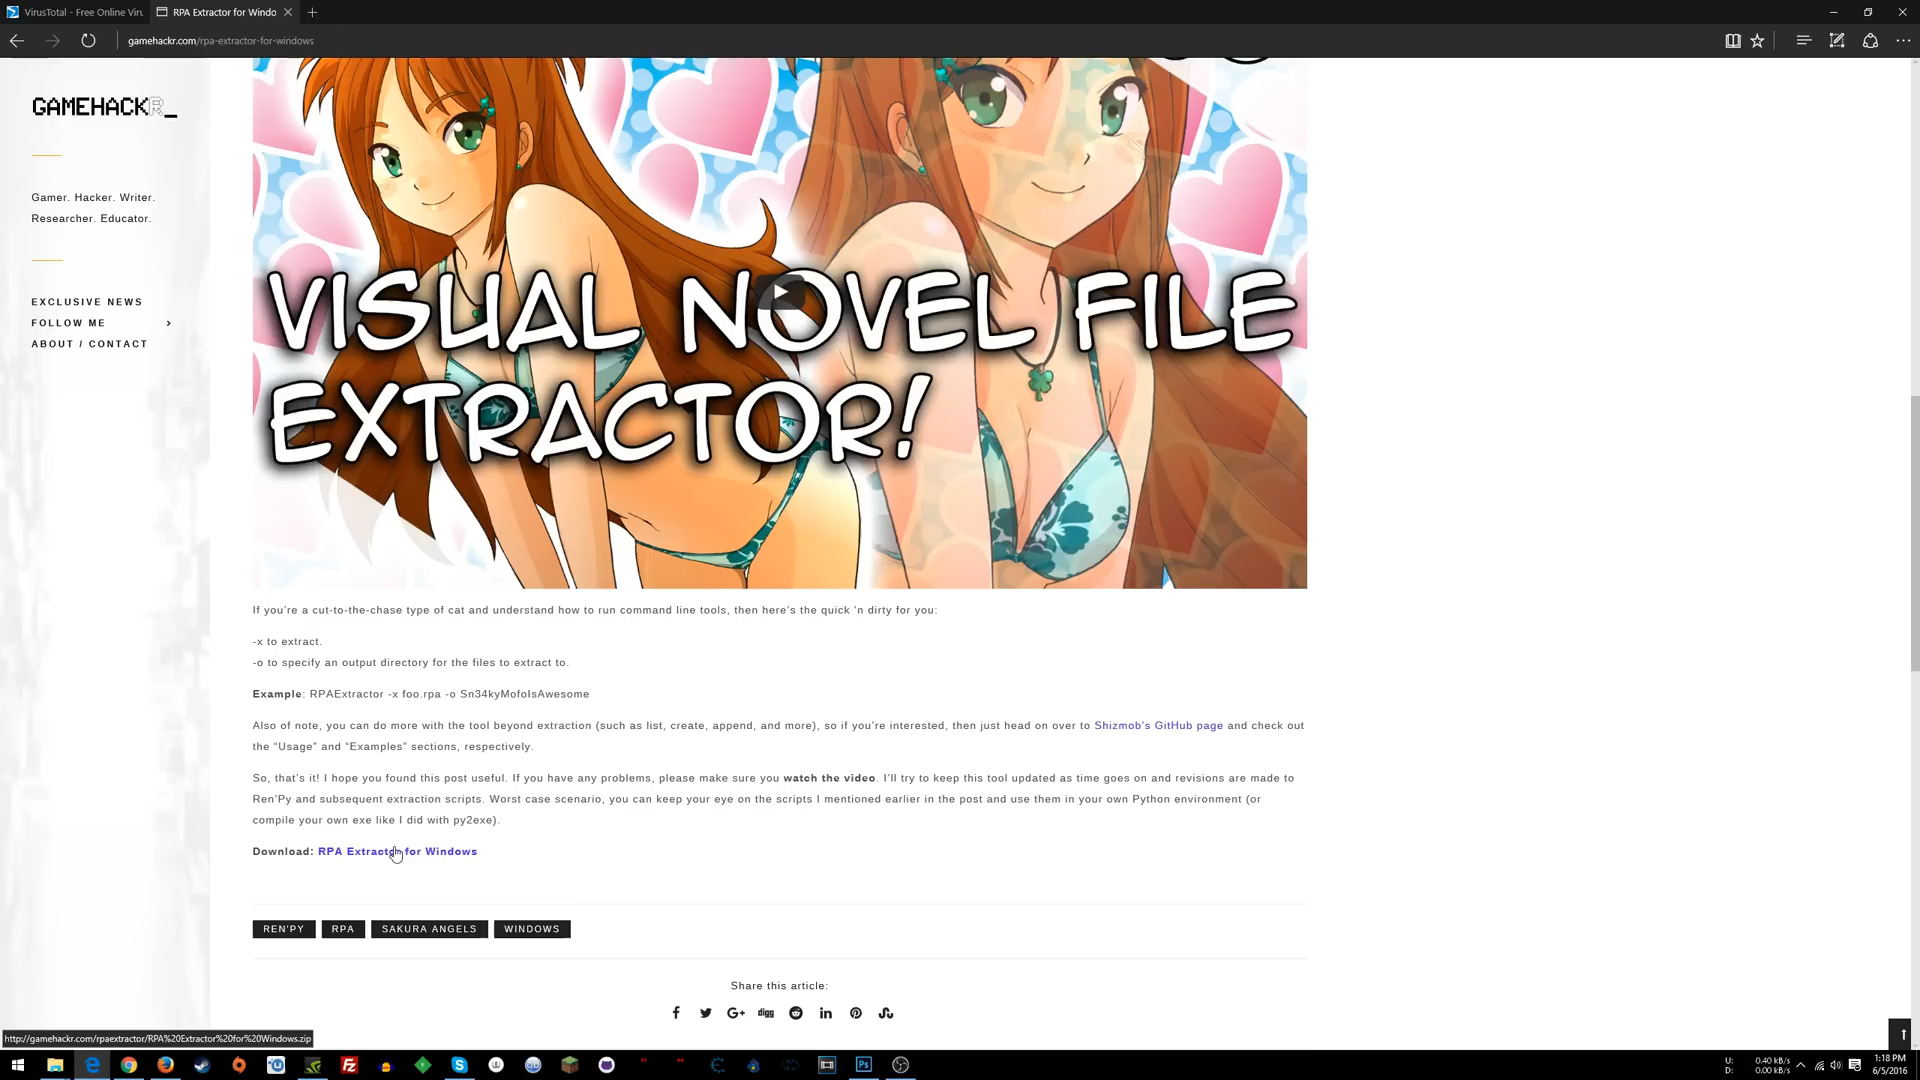 VirusTotal - Free Online Viru
RPA Extractor for Windo
gamehackr.com/rpa-extractor-for-windows
GAMEHACKR_
Gamer. Hacker. Writer.
Researcher. Educator.
EXCLUSIVE NEWS
FOLLOW ME
ABOUT / CONTACT
VISUAL NOVEL FILE
EXTRACTOR!
If you're a cut-to-the-chase type of cat and understand how to run command line tools, then here's the quick 'n dirty for you:
-x to extract.
-o to specify an output directory for the files to extract to.
Example: RPAExtractor -x foo.rpa -o Sn34kyMofoIsAwesome
Also of note, you can do more with the tool beyond extraction (such as list, create, append, and more), so if you're interested, then just head on over to Shizmob's GitHub page and check out
the “Usage” and “Examples” sections, respectively.
So, that's it! I hope you found this post useful. If you have any problems, please make sure you watch the video. I'll try to keep this tool updated as time goes on and revisions are made to
Ren'Py and subsequent extraction scripts. Worst case scenario, you can keep your eye on the scripts I mentioned earlier in the post and use them in your own Python environment (or
compile your own exe like I did with py2exe).
Download: RPA Extractor for Windows
REN'PY RPA SAKURA ANGELS WINDOWS
Share this article:
digg
http://gamehackr.com/rpaextractor/RPA%20Extractor%20for%20Windows.zip
U: 0.40 kB/s
D: 0.00 kB/s
1:18 PM
6/5/2016